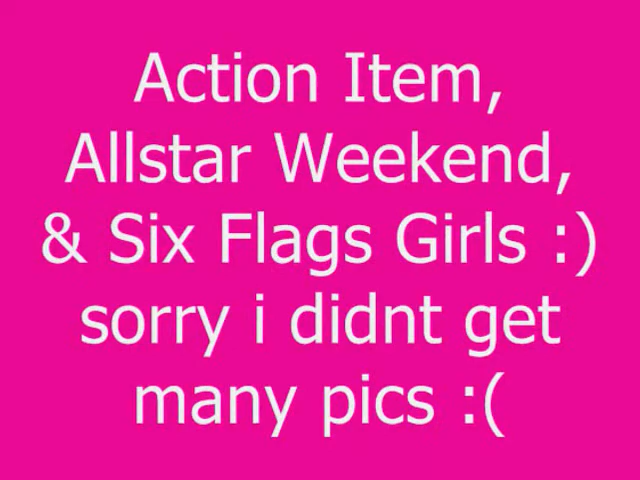 Action Item,
Allstar Weekend,
& Six Flags Girls :)
sorry i didnt get
many pics :(